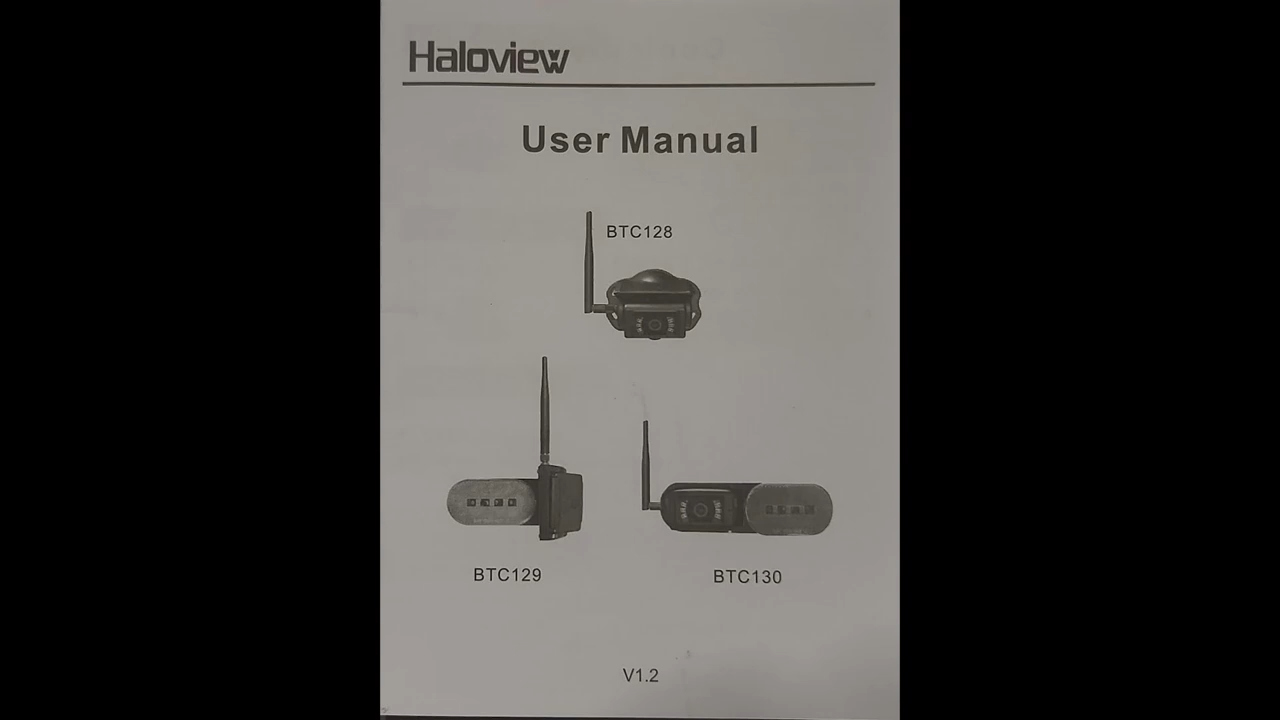 Haloview
User Manual
BTC128
BTC129
BTC130
V1.2